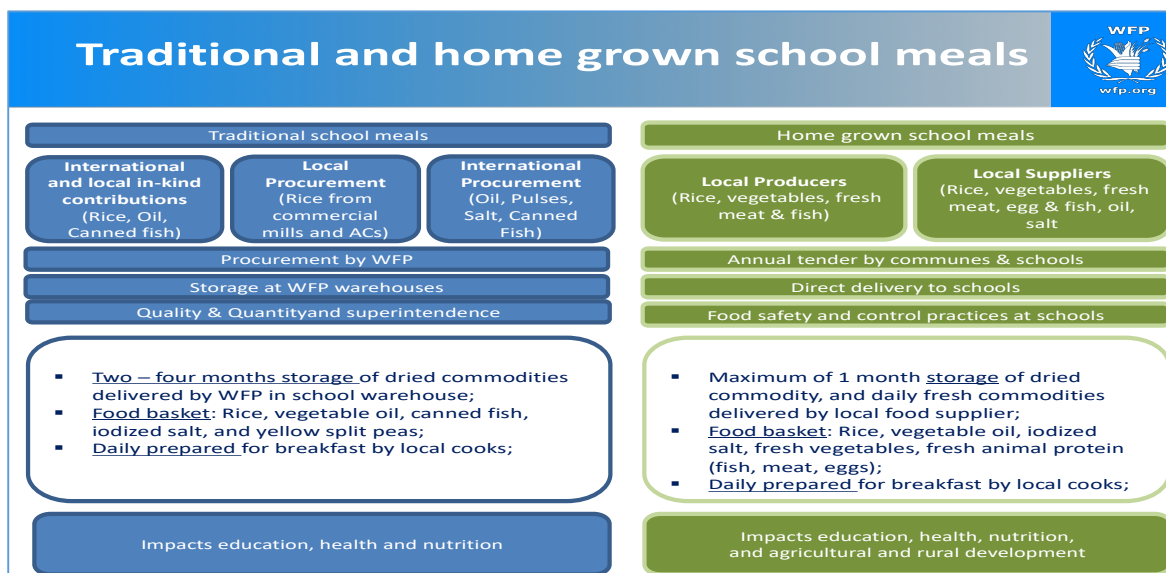 Traditional and home grown school meals
WFP
wfp.org
Traditional school meals
International
and local in-kind
contributions
(Rice, Oil,
Canned fish)
Local
Procurement
(Rice from
commercial
mills and ACs)
International
Procurement
(Oil, Pulses,
Salt, Canned
Fish)
Procurement by WFP
Storage at WFP warehouses
Quality & Quantityand superintendence
▪ Two – four months storage of dried commodities
delivered by WFP in school warehouse;
▪ Food basket: Rice, vegetable oil, canned fish,
iodized salt, and yellow split peas;
▪ Daily prepared for breakfast by local cooks;
Impacts education, health and nutrition
Home grown school meals
Local Producers
(Rice, vegetables, fresh
meat & fish)
Local Suppliers
(Rice, vegetables, fresh
meat, egg & fish, oil,
salt
Annual tender by communes & schools
Direct delivery to schools
Food safety and control practices at schools
▪ Maximum of 1 month storage of dried
commodity, and daily fresh commodities
delivered by local food supplier;
▪ Food basket: Rice, vegetable oil, iodized
salt, fresh vegetables, fresh animal protein
(fish, meat, eggs);
▪ Daily prepared for breakfast by local cooks;
Impacts education, health, nutrition,
and agricultural and rural development